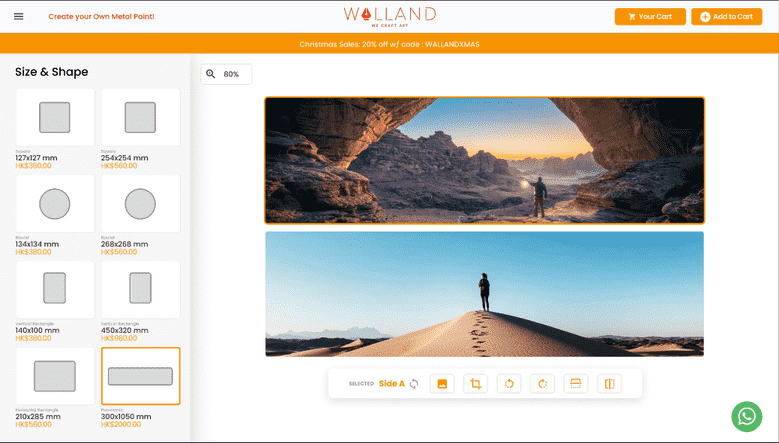 Create your Own Metal Paint!
WALLAND
WE CRAFT ART
Your Cart
Add to Cart
Christmas Sales: 20% off w/ code : WALLANDXMAS
Size & Shape
80%
Square
127x127 mm
HK$380.00
Square
254x254 mm
HK$560.00
Round
134x134 mm
HK$380.00
Round
268x268 mm
HK$560.00
Vertical Rectangle
140x100 mm
HK$380.00
Vertical Rectangle
450x320 mm
HK$960.00
Horizontal Rectangle
210x285 mm
HK$560.00
Panoramic
300x1050 mm
HK$2000.00
SELECTED Side A